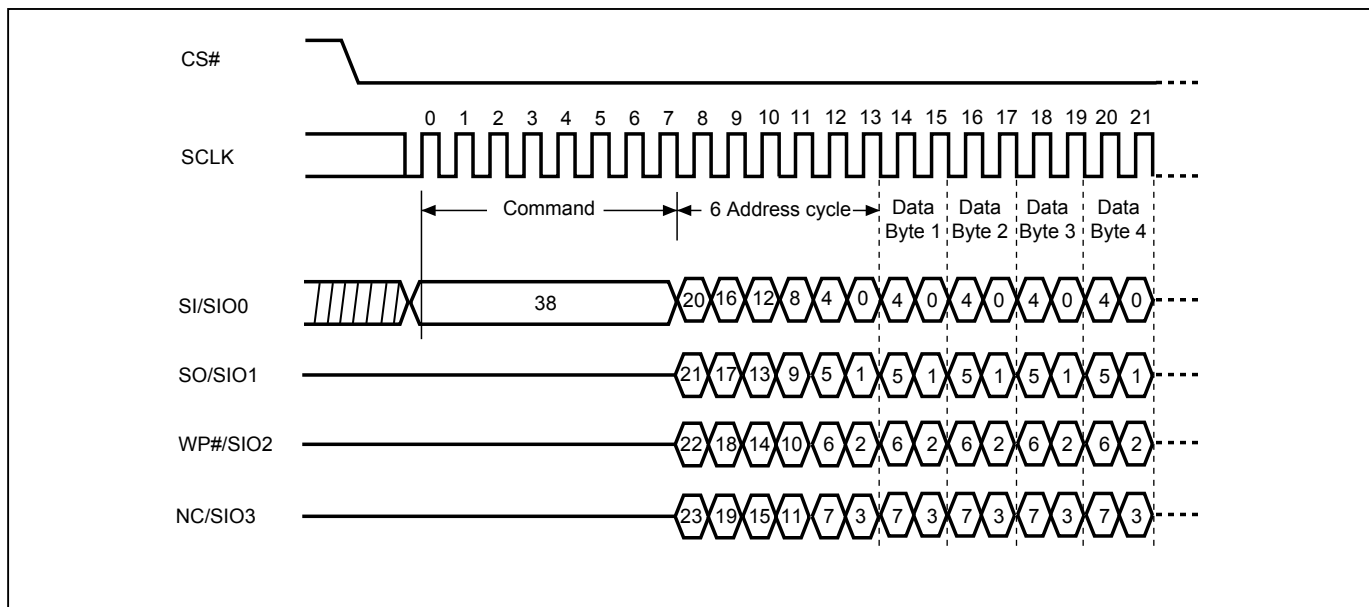 CS#
0 1 2 3 4 5 6 7 8 9 10 11 12 13 14 15 16 17 18 19 20 21
SCLK
Command 6 Address cycle Data Byte 1 Data Byte 2 Data Byte 3 Data Byte 4
SI/SIO0 38 20 16 12 8 4 0 4 0 4 0 4 0 4 0
SO/SIO1 21 17 13 9 5 1 5 1 5 1 5 1 5 1
WP#/SIO2 22 18 14 10 6 2 6 2 6 2 6 2 6 2
NC/SIO3 23 19 15 11 7 3 7 3 7 3 7 3 7 3